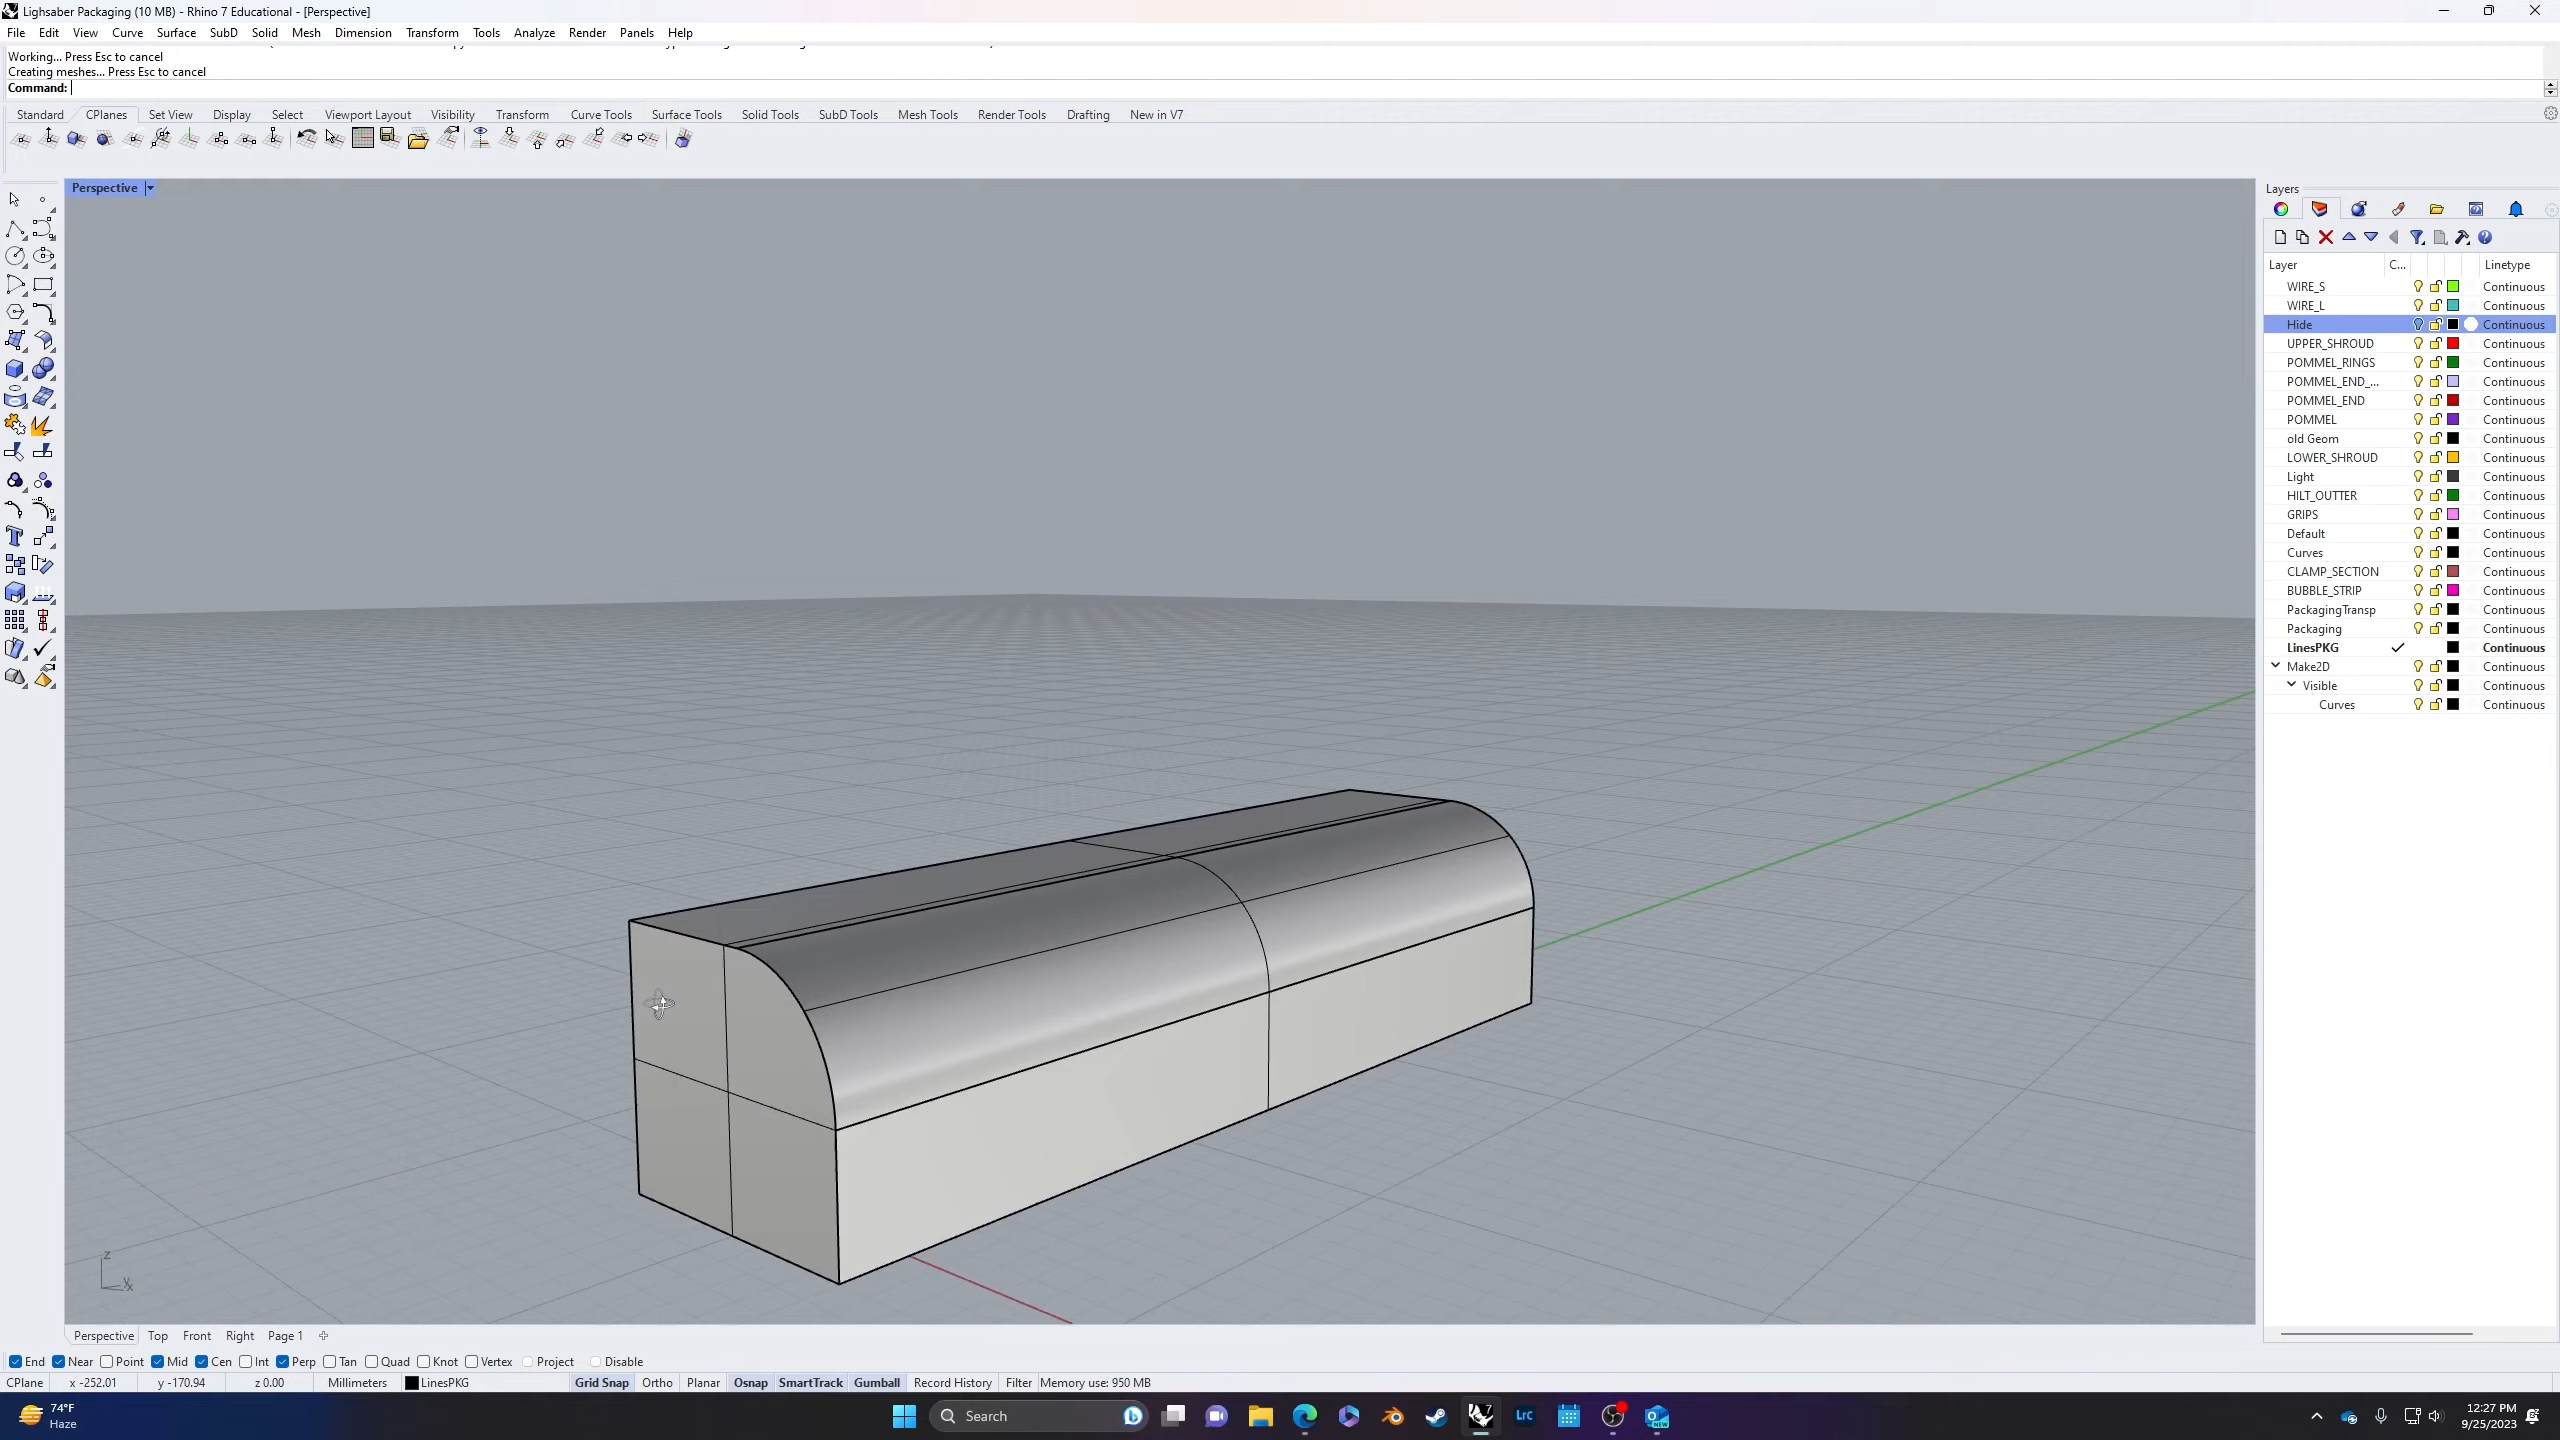 Lighsaber Packaging (10 MB) - Rhino 7 Educational - [Perspective]
File Edit View Curve Surface SubD Solid Mesh Dimension Transform Tools Analyze Render Panels Help
Working... Press Esc to cancel
Creating meshes... Press Esc to cancel
Command:
Standard CPlanes Set View Display Select Viewport Layout Visibility Transform Curve Tools Surface Tools Solid Tools SubD Tools Mesh Tools Render Tools Drafting New in V7
Perspective
Layers
Layer C... Linetype
WIRE_S Continuous
WIRE_L Continuous
Hide Continuous
UPPER_SHROUD Continuous
POMMEL_RINGS Continuous
POMMEL_END_... Continuous
POMMEL_END Continuous
POMMEL Continuous
old Geom Continuous
LOWER_SHROUD Continuous
Light Continuous
HILT_OUTTER Continuous
GRIPS Continuous
Default Continuous
Curves Continuous
CLAMP_SECTION Continuous
BUBBLE_STRIP Continuous
PackagingTransp Continuous
Packaging Continuous
LinesPKG Continuous
Make2D Continuous
Visible Continuous
Curves Continuous
z
y x
Perspective Top Front Right Page 1
End Near Point Mid Cen Int Perp Tan Quad Knot Vertex Project Disable
CPlane x -252.01 y -170.94 z 0.00 Millimeters LinesPKG Grid Snap Ortho Planar Osnap SmartTrack Gumball Record History Filter Memory use: 950 MB
74°F
Haze
Search
LrC
NEW
12:27 PM
9/25/2023